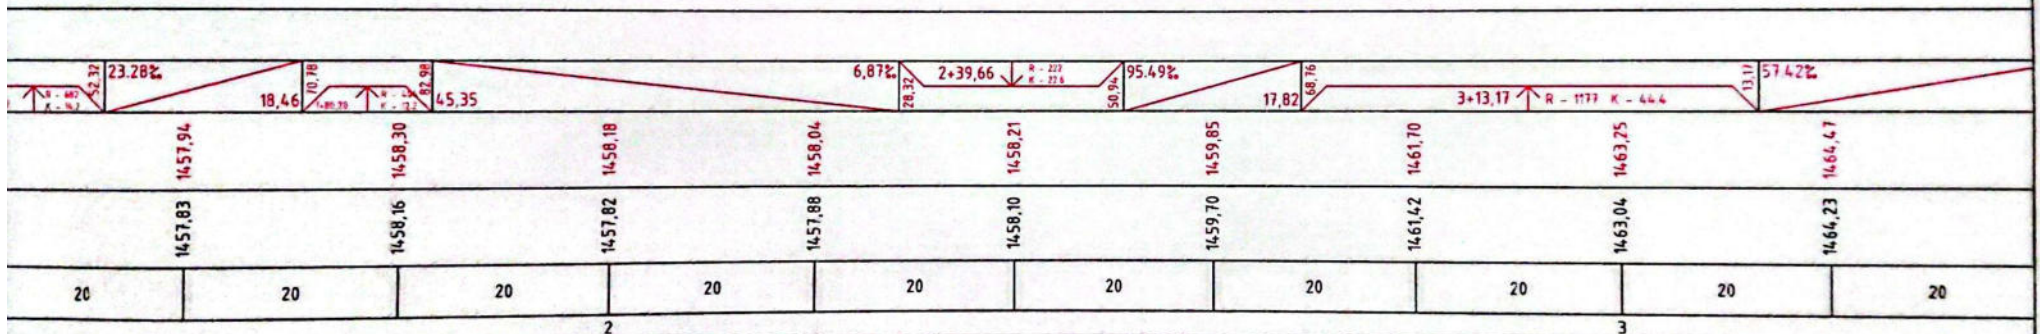 52,32 23.28‰ 70,78 82,98 6,87‰ 2+39,66 R - 222 K - 22.6 95.49‰ 68,76 13,17 57.42‰
18,46 45,35 28,32 50,94 17,82 3+13,17 R - 1177 K - 44.4
1457,94 1458,30 1458,18 1458,04 1458,21 1459,85 1461,70 1463,25 1464,47
1457,83 1458,16 1457,82 1457,88 1458,10 1459,70 1461,42 1463,04 1464,23
20 20 20 20 20 20 20 20 20 20
2 3